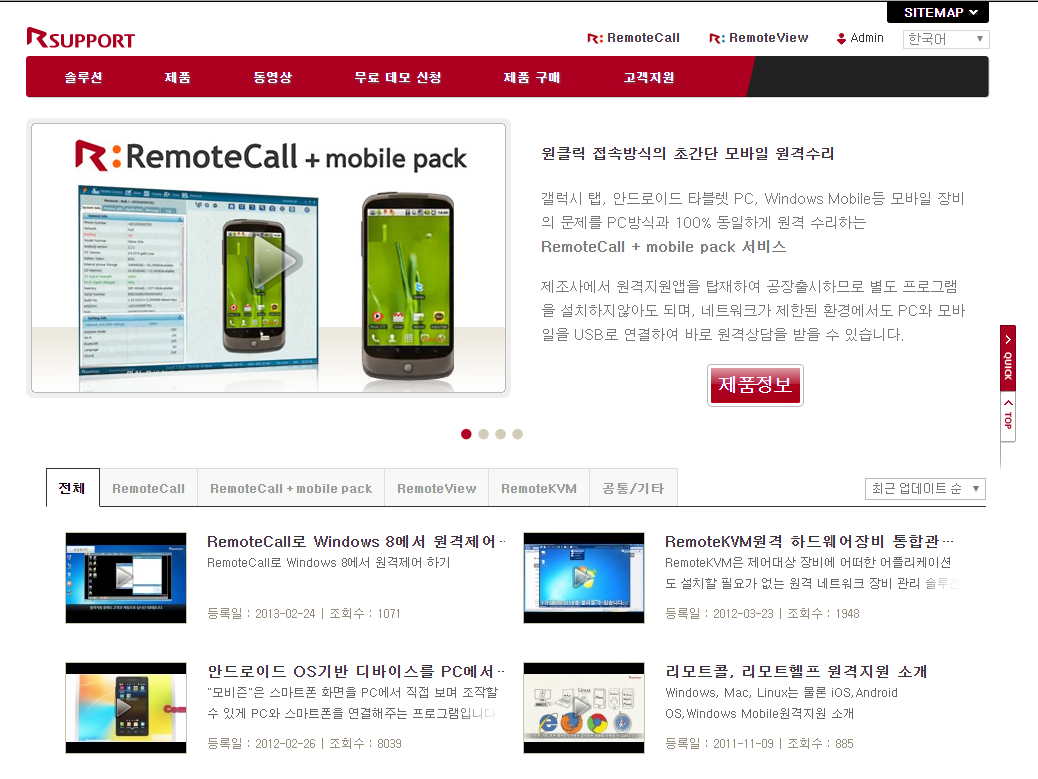 SITEMAP
RSUPPORT
R: RemoteCall
R: RemoteView
Admin
한국어
솔루션
제품
동영상
무료 데모 신청
제품 구매
고객지원
R:RemoteCall + mobile pack
원클릭 접속방식의 초간단 모바일 원격수리
갤럭시 탭, 안드로이드 타블렛 PC, Windows Mobile등 모바일 장비
의 문제를 PC방식과 100% 동일하게 원격 수리하는
RemoteCall + mobile pack 서비스
제조사에서 원격지원앱을 탑재하여 공장출시하므로 별도 프로그램
을 설치하지않아도 되며, 네트워크가 제한된 환경에서도 PC와 모바
일을 USB로 연결하여 바로 원격상담을 받을 수 있습니다.
제품정보
QUICK
TOP
전체
RemoteCall
RemoteCall + mobile pack
RemoteView
RemoteKVM
공통/기타
최근 업데이트 순
RemoteCall로 Windows 8에서 원격제어···
RemoteCall로 Windows 8에서 원격제어 하기
등록일 : 2013-02-24 | 조회수 : 1071
RemoteKVM원격 하드웨어장비 통합관···
RemoteKVM은 제어대상 장비에 어떠한 어플리케이션
도 설치할 필요가 없는 원격 네트워크 장비 관리 솔루션
등록일 : 2012-03-23 | 조회수 : 1948
안드로이드 OS기반 디바이스를 PC에서···
"모비즌"은 스마트폰 화면을 PC에서 직접 보며 조작할
수 있게 PC와 스마트폰을 연결해주는 프로그램입니다.
등록일 : 2012-02-26 | 조회수 : 8039
리모트콜, 리모트헬프 원격지원 소개
Windows, Mac, Linux는 물론 iOS,Android
OS,Windows Mobile원격지원 소개
등록일 : 2011-11-09 | 조회수 : 885